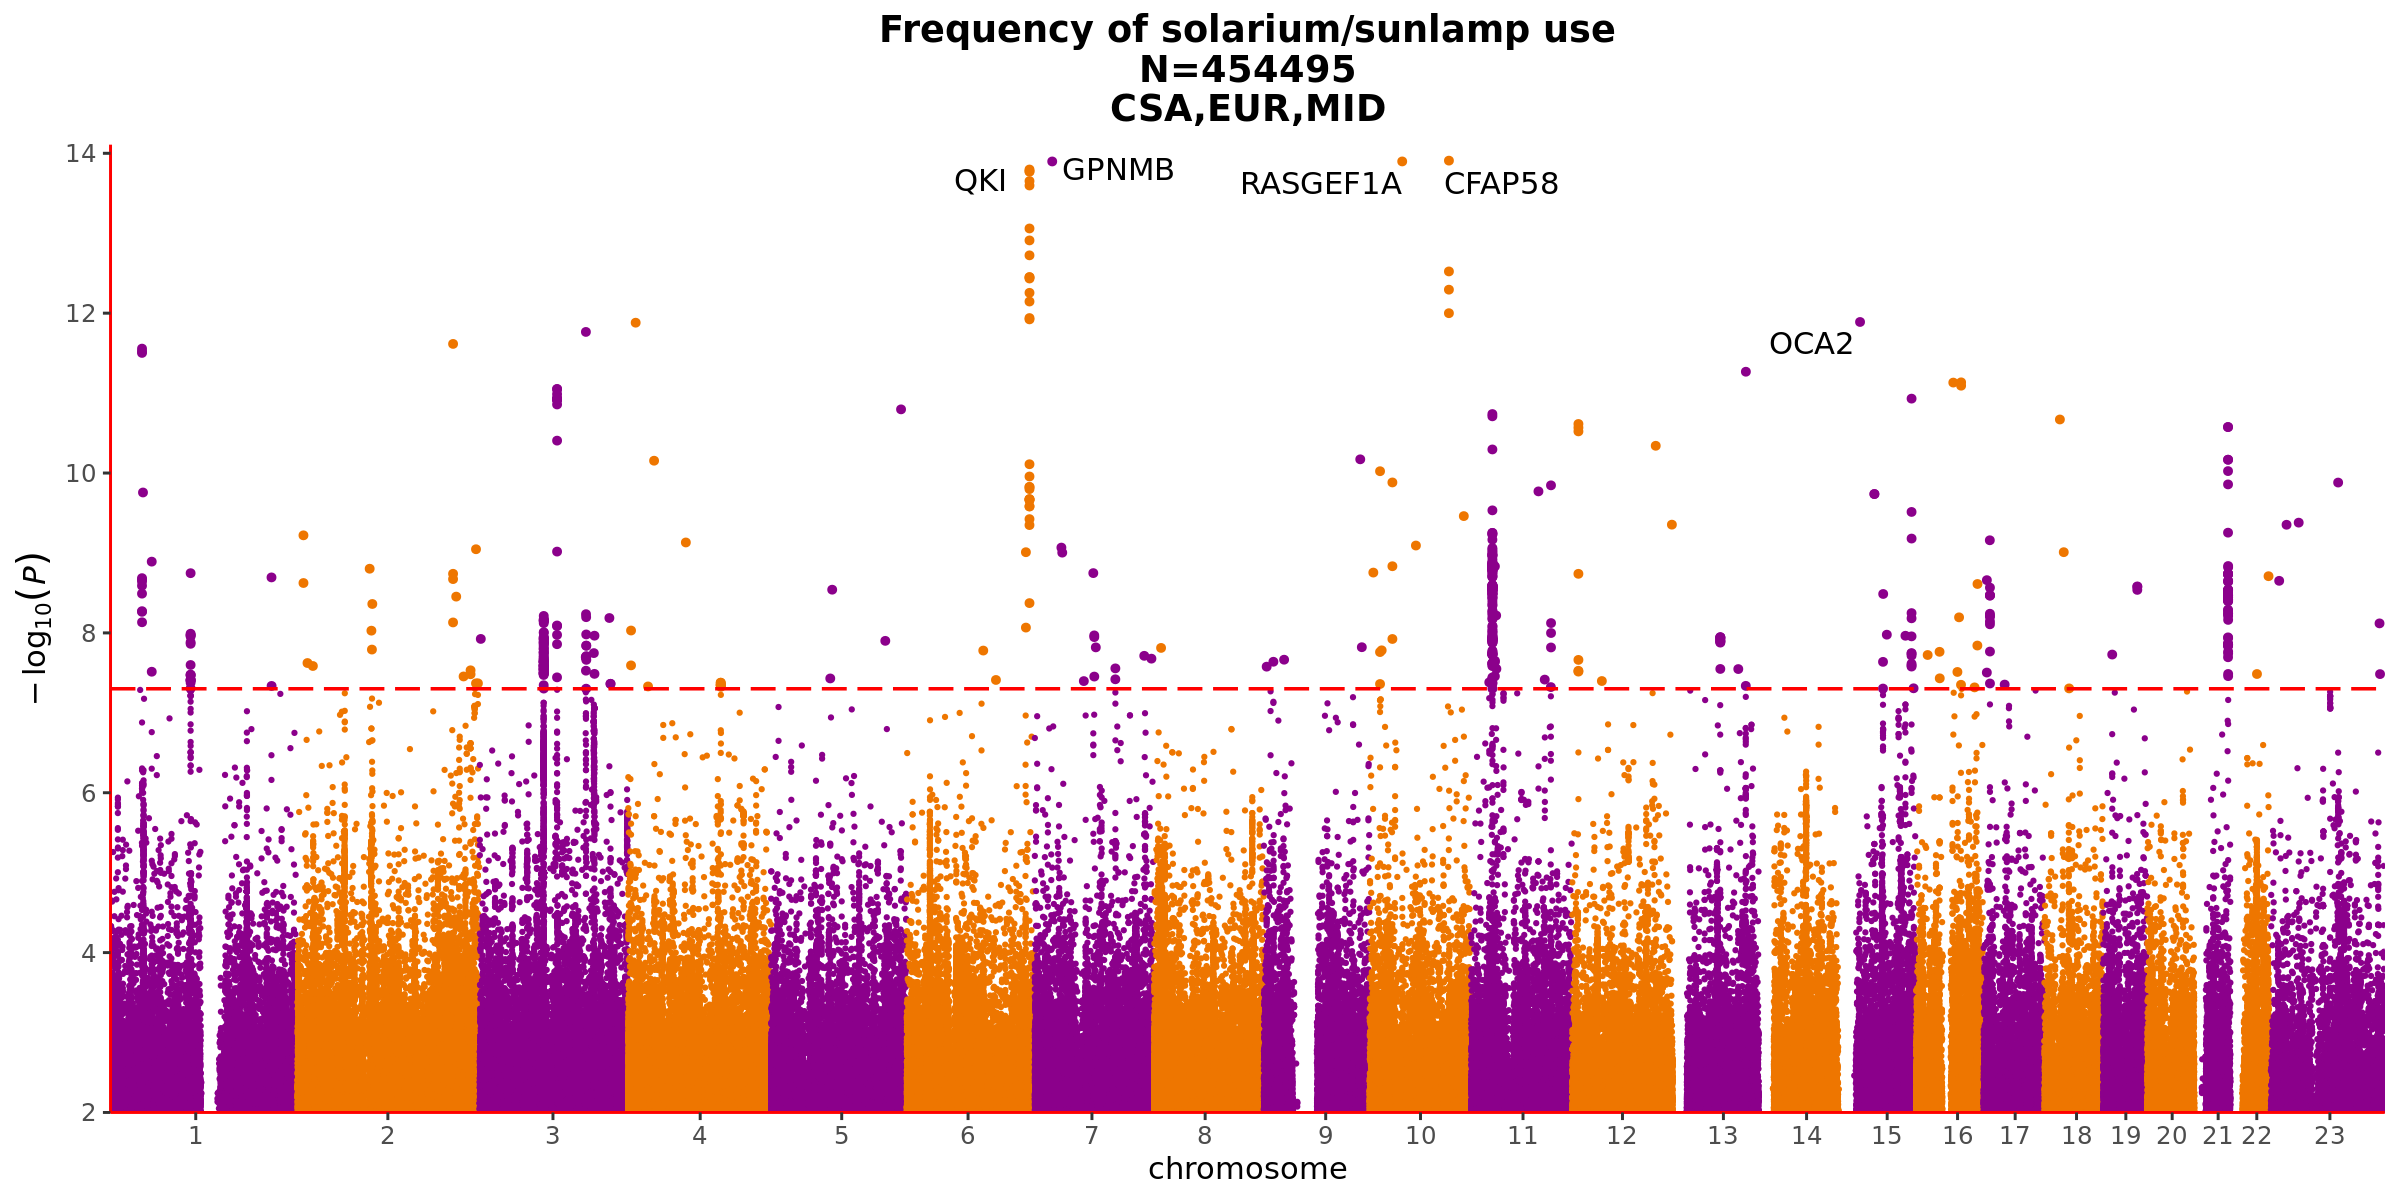 Frequency of solarium/sunlamp use
N=454495
CSA,EUR,MID
14
QKI
GPNMB
RASGEF1A
CFAP58
12
OCA2
10
−log10(P)
8
6
4
2
1 2 3 4 5 6 7 8 9 10 11 12 13 14 15 16 17 18 19 20 21 22 23
chromosome